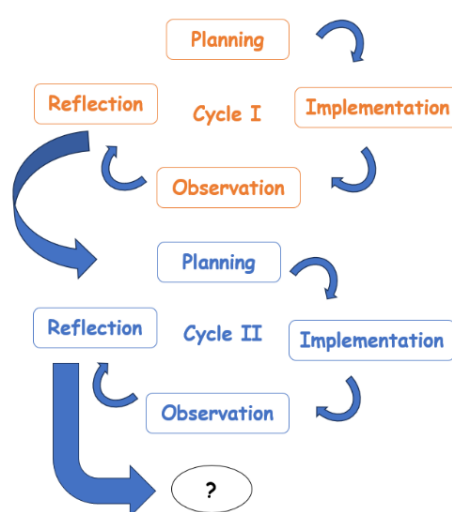 Planning
Reflection
Cycle I
Implementation
Observation
Planning
Reflection
Cycle II
Implementation
Observation
?